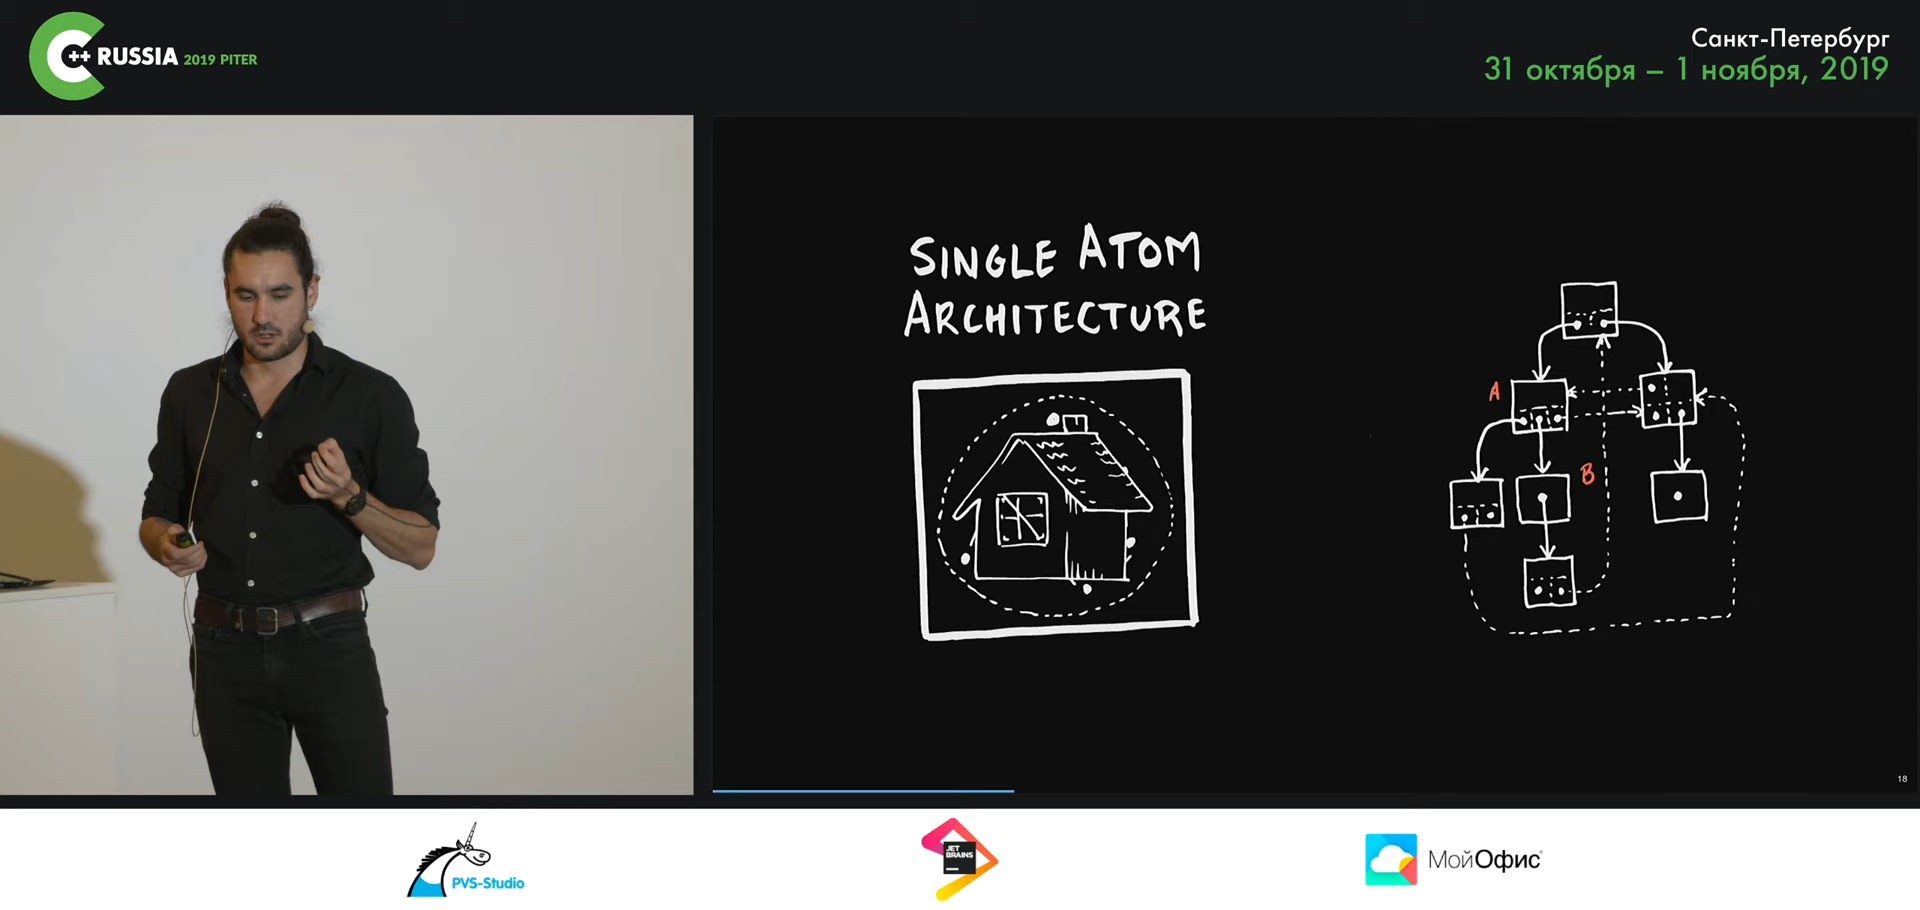 C++ RUSSIA 2019 PITER
Санкт-Петербург
31 октября – 1 ноября, 2019
SINGLE ATOM
ARCHITECTURE
A
B
18
PVS-Studio
JET
BRAINS
МойОфис